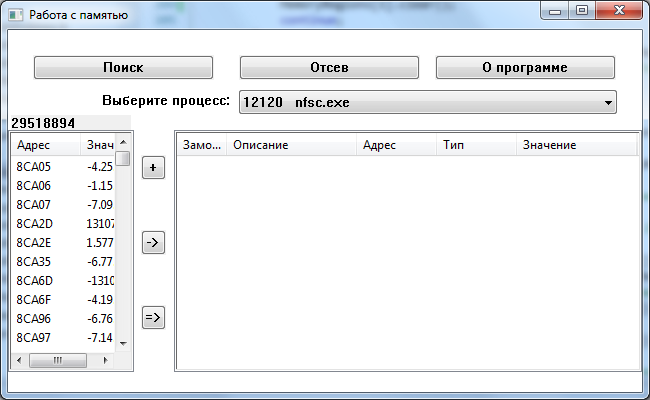 Работа с памятью
Поиск Отсев О программе
Выберите процесс: 12120 nfsc.exe
29518894
Адрес Знач Замо... Описание Адрес Тип Значение
8CA05 -4.25
8CA06 -1.15
8CA07 -7.09
8CA2D 13107
8CA2E 1.577
8CA35 -6.77
8CA6D -1310
8CA6F -4.19
8CA96 -6.76
8CA97 -7.14
+
->
=>